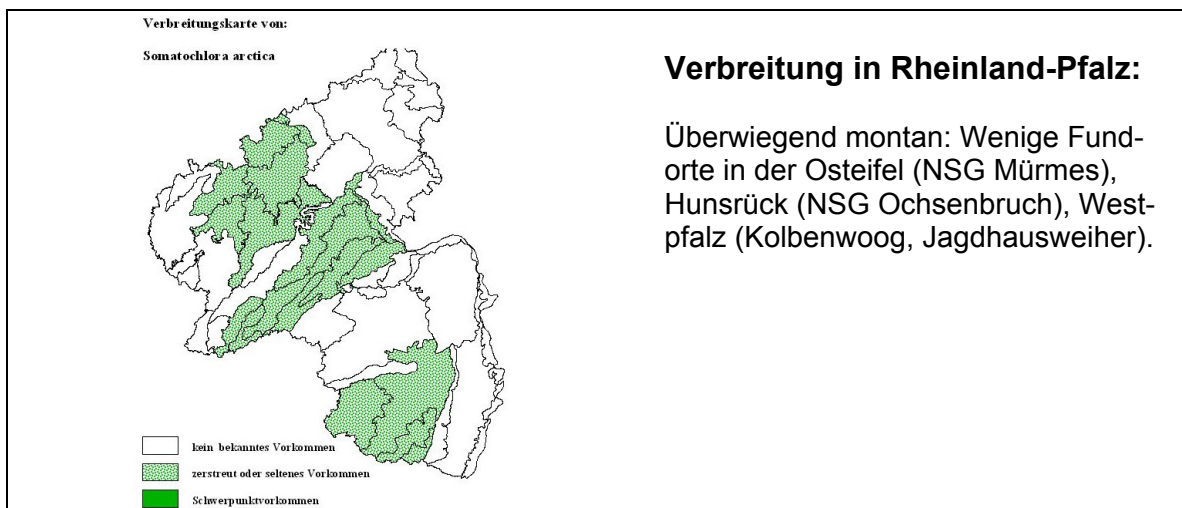 Verbreitungskarte von:
Somatochlora arctica
kein bekanntes Vorkommen
zerstreut oder seltenes Vorkommen
Schwerpunktvorkommen
Verbreitung in Rheinland-Pfalz:
Überwiegend montan: Wenige Fund-
orte in der Osteifel (NSG Mürmes),
Hunsrück (NSG Ochsenbruch), West-
pfalz (Kolbenwoog, Jagdhausweiher).